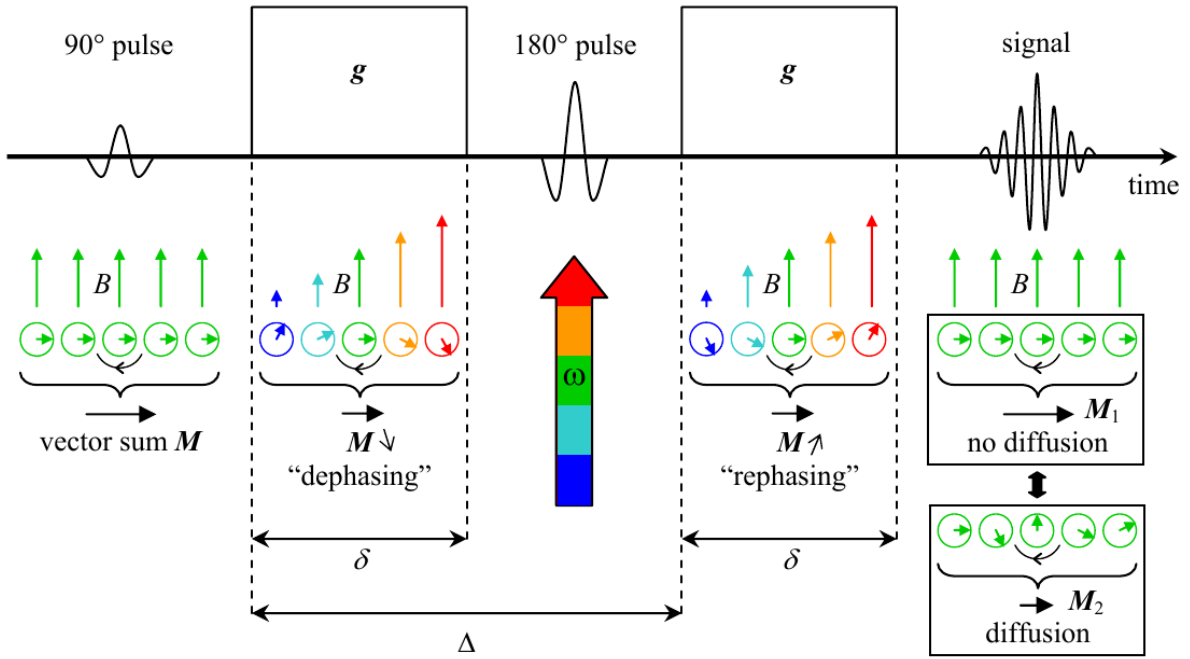 90° pulse
g
180° pulse
g
signal
time
B
B
B
B
ω
vector sum M
M
“dephasing”
M
“rephasing”
M1
no diffusion
δ
δ
M2
diffusion
Δ